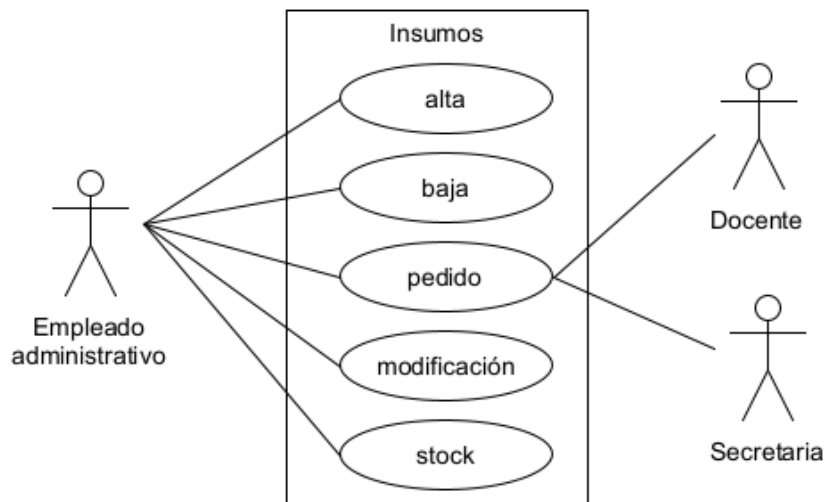 Insumos
alta
baja
pedido
modificación
stock
Empleado
administrativo
Docente
Secretaria